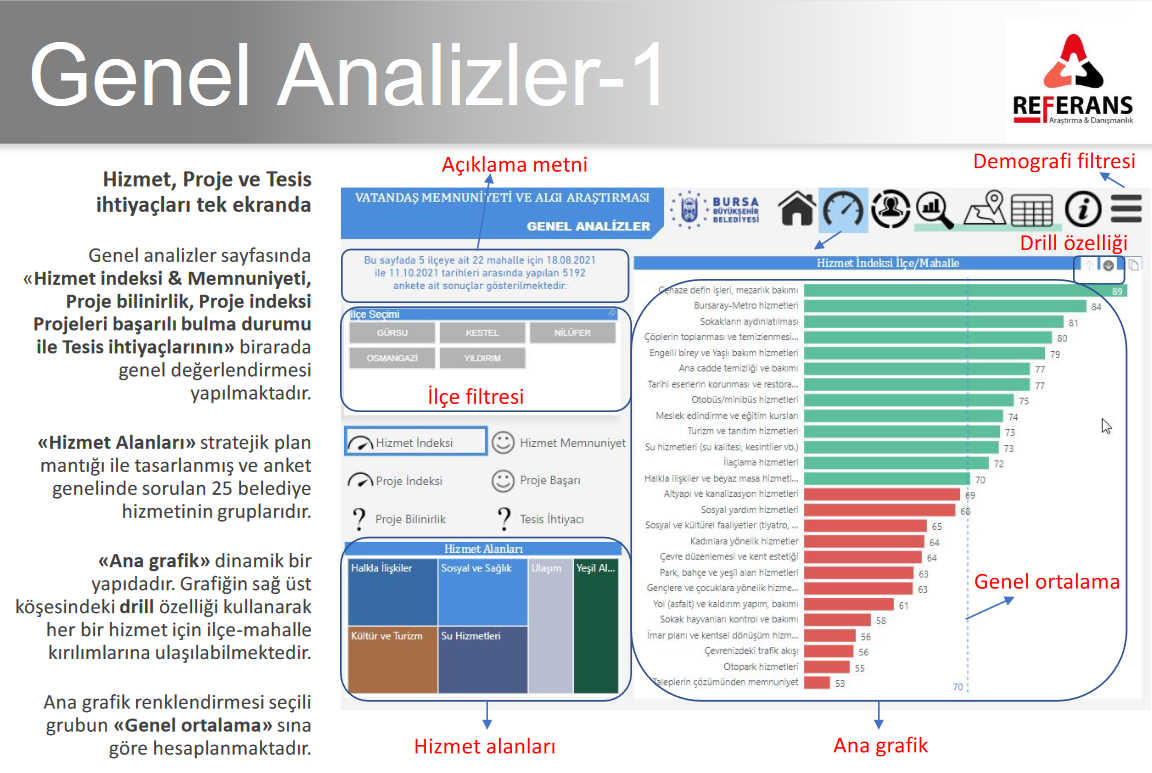 Genel Analizler-1
REFERANS
Araştırma & Danışmanlık
Hizmet, Proje ve Tesis
ihtiyaçları tek ekranda
Genel analizler sayfasında
«Hizmet indeksi & Memnuniyeti,
Proje bilinirlik, Proje indeksi
Projeleri başarılı bulma durumu
ile Tesis ihtiyaçlarının» birarada
genel değerlendirmesi
yapılmaktadır.
«Hizmet Alanları» stratejik plan
mantığı ile tasarlanmış ve anket
genelinde sorulan 25 belediye
hizmetinin gruplarıdır.
«Ana grafik» dinamik bir
yapıdadır. Grafiğin sağ üst
köşesindeki drill özelliği kullanarak
her bir hizmet için ilçe-mahalle
kırılımlarına ulaşılabilmektedir.
Ana grafik renklendirmesi seçili
grubun «Genel ortalama» sına
göre hesaplanmaktadır.
Açıklama metni
Demografi filtresi
VATANDAŞ MEMNUNİYETİ VE ALGI ARAŞTIRMASI
GENEL ANALİZLER
BURSA
BÜYÜKŞEHİR
BELEDİYESİ
Drill özelliği
Bu sayfada 5 ilçeye ait 22 mahalle için 18.08.2021
ile 11.10.2021 tarihleri arasında yapılan 5192
ankete ait sonuçlar gösterilmektedir.
İlçe Seçimi
GÜRSU
KESTEL
NİLÜFER
OSMANGAZİ
YILDIRIM
İlçe filtresi
Hizmet İndeksi
Hizmet Memnuniyet
Proje İndeksi
Proje Başarı
Proje Bilinirlik
Tesis İhtiyacı
Hizmet Alanları
Halkla İlişkiler
Sosyal ve Sağlık
Ulaşım
Yeşil Al...
Kültür ve Turizm
Su Hizmetleri
Hizmet alanları
Hizmet İndeksi İlçe/Mahalle
Cenaze defin işleri, mezarlık bakımı 89
Bursaray-Metro hizmetleri 84
Sokakların aydınlatılması 81
Çöplerin toplanması ve temizlenmesi... 80
Engelli birey ve Yaşlı bakım hizmetleri 79
Ana cadde temizliği ve bakımı 77
Tarihi eserlerin korunması ve restora... 77
Otobüs/minibüs hizmetleri 75
Meslek edindirme ve eğitim kursları 74
Turizm ve tanıtım hizmetleri 73
Su hizmetleri (su kalitesi, kesintiler vb.) 73
İlaçlama hizmetleri 72
Halkla ilişkiler ve beyaz masa hizmeti... 70
Altyapı ve kanalizasyon hizmetleri 69
Sosyal yardım hizmetleri 68
Sosyal ve kültürel faaliyetler (tiyatro, ... 65
Kadınlara yönelik hizmetler 64
Çevre düzenlemesi ve kent estetiği 64
Park, bahçe ve yeşil alan hizmetleri 63
Gençlere ve çocuklara yönelik hizme... 63
Yol (asfalt) ve kaldırım yapım, bakımı 61
Sokak hayvanları kontrol ve bakımı 58
İmar planı ve kentsel dönüşüm hizm... 56
Çevrenizdeki trafik akışı 56
Otopark hizmetleri 55
Taleplerin çözümünden memnuniyet 53
70
Genel ortalama
Ana grafik